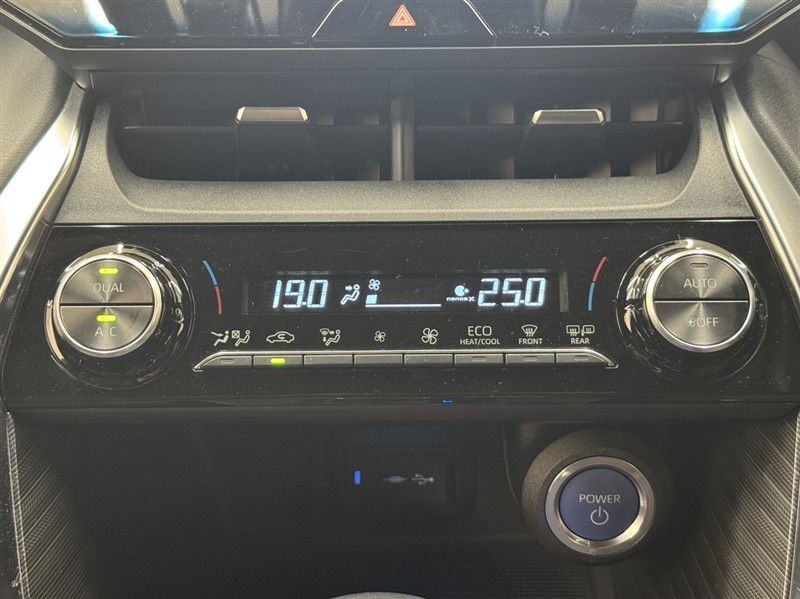 DUAL
A/C
19.0
nanoe X
25.0
AUTO
OFF
ECO
HEAT/COOL
FRONT
REAR
POWER